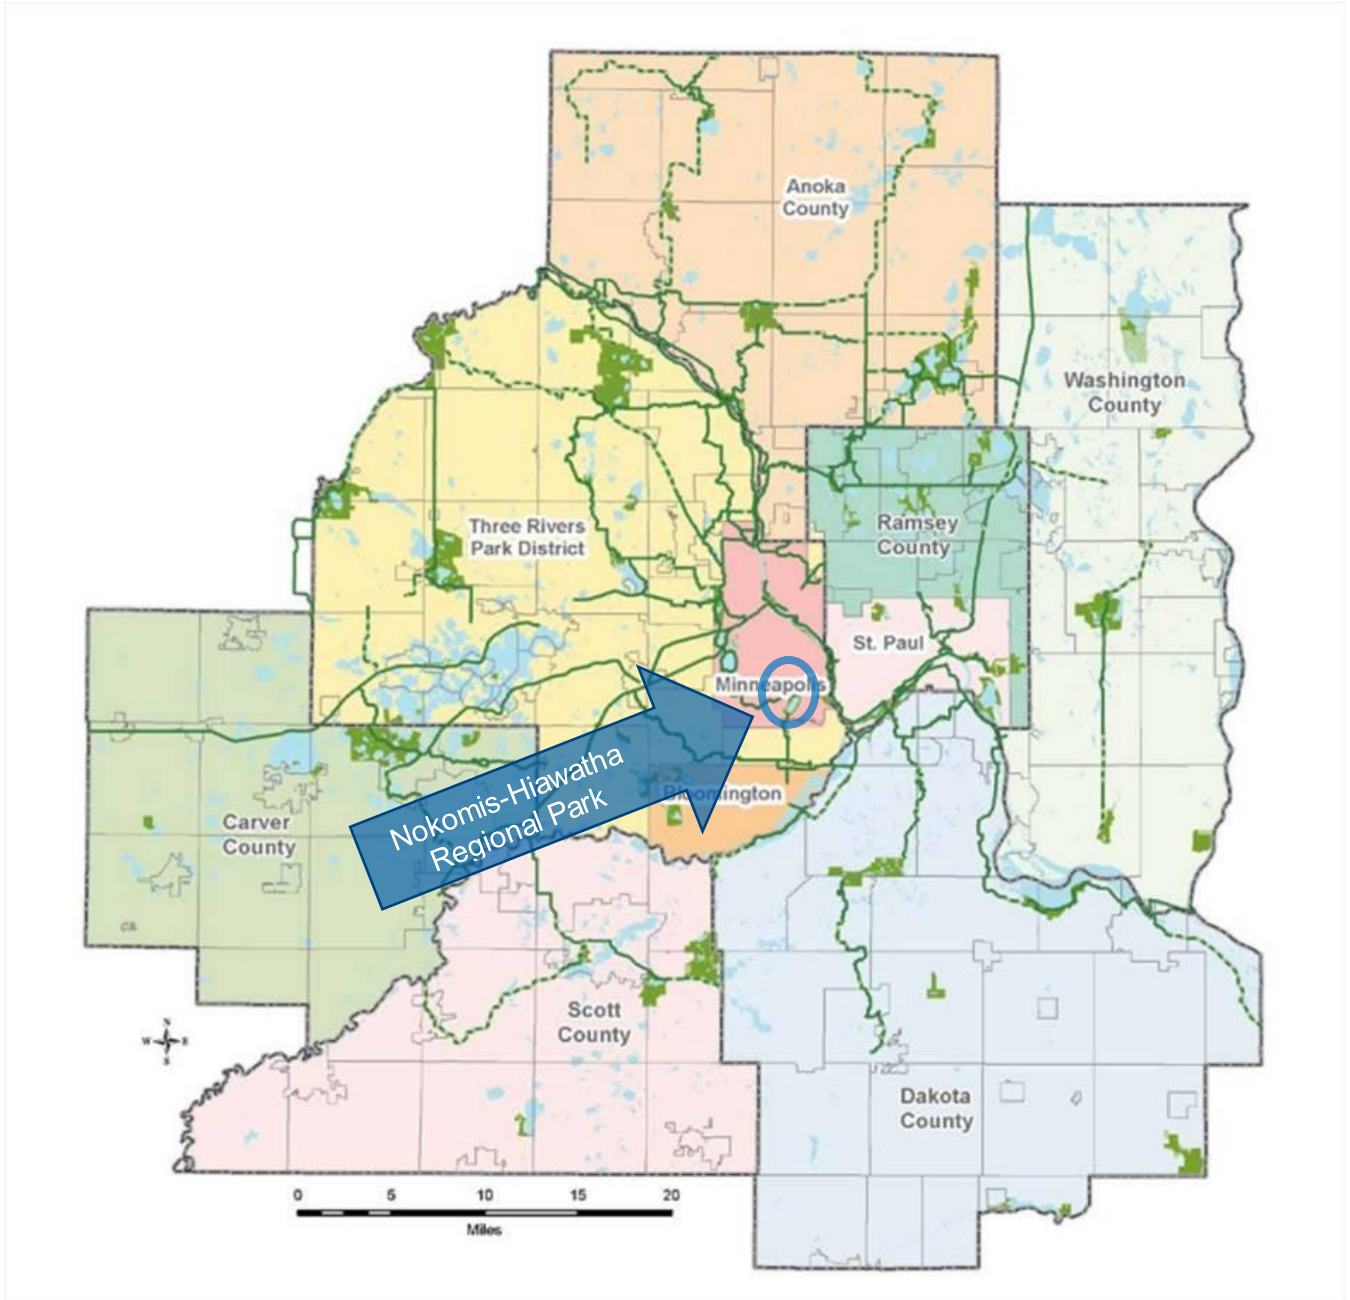 Anoka
County
Washington
County
Three Rivers
Park District
Ramsey
County
St. Paul
Minneapolis
Nokomis-Hiawatha
Regional Park
Bloomington
Carver
County
Scott
County
Dakota
County
N
W E
S
0 5 10 15 20
Miles